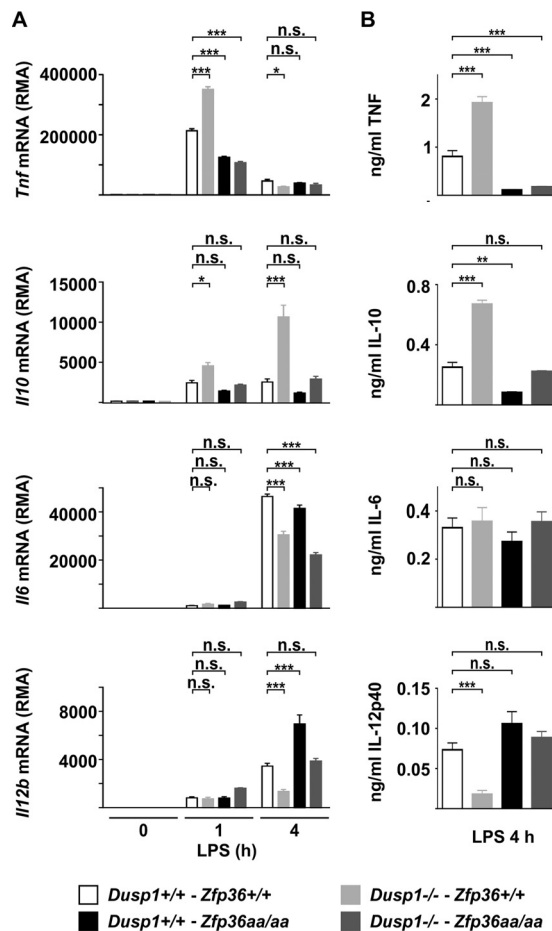 A
B
***
***
***
n.s.
n.s.
*
Tnf mRNA (RMA)
400000
200000
0
***
***
***
ng/ml TNF
2
1
-
n.s.
n.s.
*
n.s.
n.s.
***
Il10 mRNA (RMA)
15000
10000
5000
0
n.s.
**
***
ng/ml IL-10
0.8
0.4
n.s.
n.s.
n.s.
***
***
***
Il6 mRNA (RMA)
40000
20000
n.s.
n.s.
n.s.
ng/ml IL-6
0.4
0.2
n.s.
n.s.
n.s.
n.s.
***
***
Il12b mRNA (RMA)
8000
4000
n.s.
n.s.
***
ng/ml IL-12p40
0.15
0.10
0.05
0 1 4
LPS (h)
LPS 4 h
Dusp1+/+ - Zfp36+/+
Dusp1-/- - Zfp36+/+
Dusp1+/+ - Zfp36aa/aa
Dusp1-/- - Zfp36aa/aa